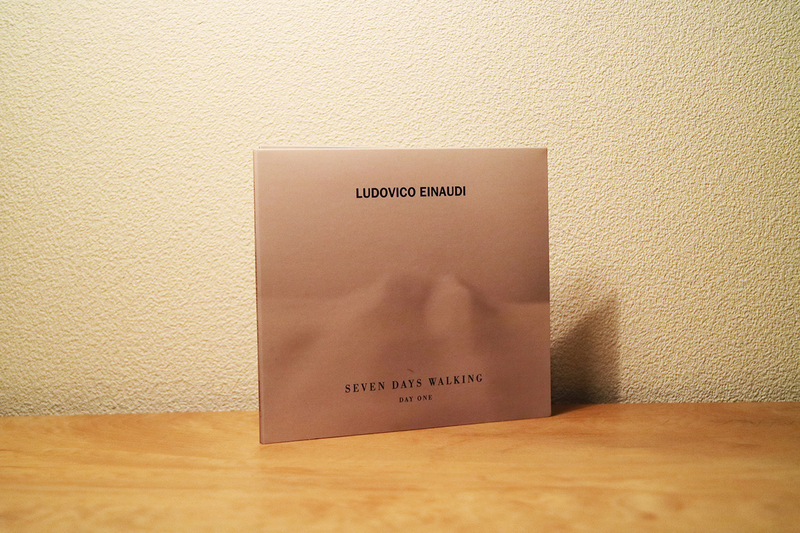 LUDOVICO EINAUDI
SEVEN DAYS WALKING
DAY ONE